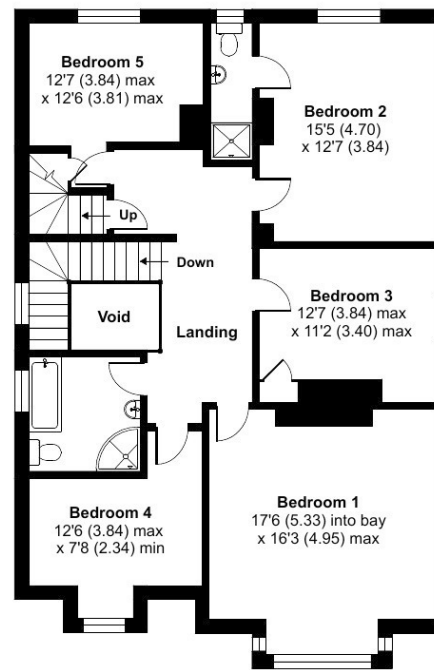 Bedroom 5
12'7 (3.84) max
x 12'6 (3.81) max
Bedroom 2
15'5 (4.70)
x 12'7 (3.84)
Up
Down
Void
Landing
Bedroom 3
12'7 (3.84) max
x 11'2 (3.40) max
Bedroom 4
12'6 (3.84) max
x 7'8 (2.34) min
Bedroom 1
17'6 (5.33) into bay
x 16'3 (4.95) max